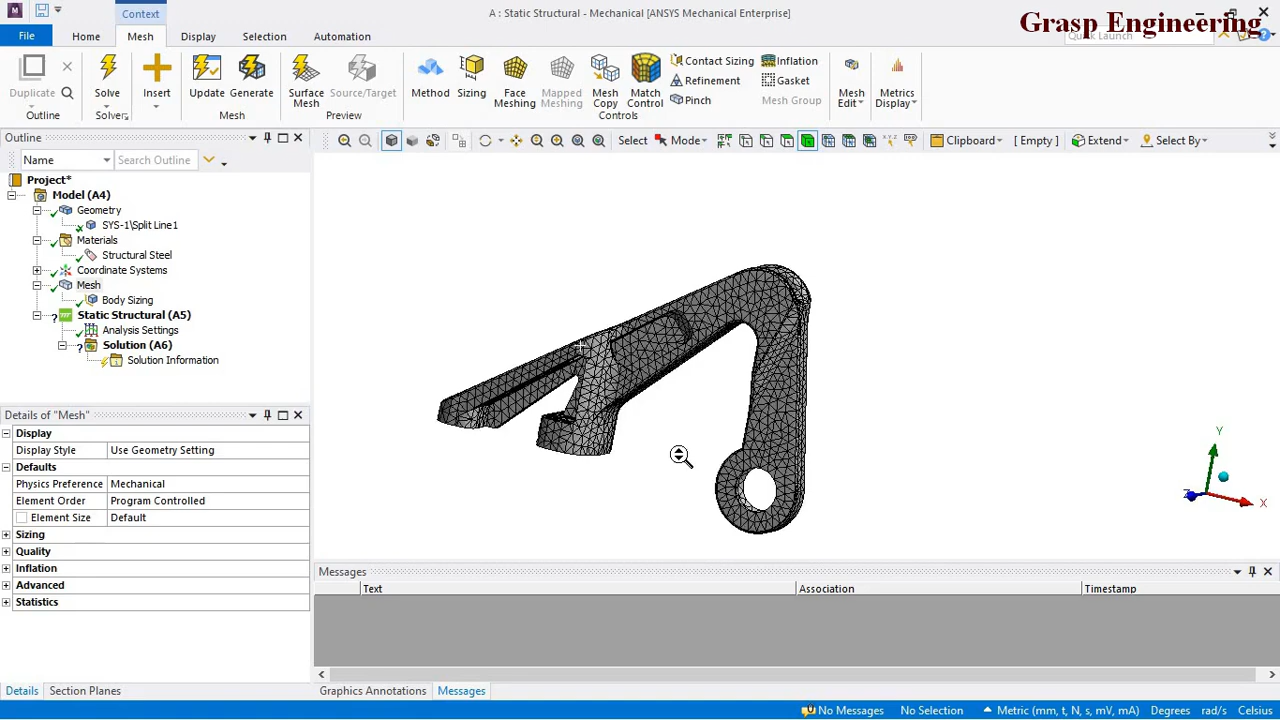 Context
A : Static Structural - Mechanical [ANSYS Mechanical Enterprise]
Grasp Engineering
File
Home
Mesh
Display
Selection
Automation
Quick Launch
Duplicate
Solve
Insert
Update
Generate
Surface Mesh
Source/Target
Method
Sizing
Face Meshing
Mapped Meshing
Mesh Copy
Match Control
Contact Sizing
Refinement
Pinch
Inflation
Gasket
Mesh Group
Mesh Edit
Metrics Display
Outline
Solvers
Mesh
Preview
Controls
Outline
Select
Mode
Clipboard
[ Empty ]
Extend
Select By
Name
Search Outline
Project*
Model (A4)
Geometry
SYS-1\Split Line1
Materials
Structural Steel
Coordinate Systems
Mesh
Body Sizing
Static Structural (A5)
Analysis Settings
Solution (A6)
Solution Information
Details of "Mesh"
Display
Display Style Use Geometry Setting
Defaults
Physics Preference Mechanical
Element Order Program Controlled
Element Size Default
Sizing
Quality
Inflation
Advanced
Statistics
Y
Z
X
Messages
Text Association Timestamp
Details Section Planes
Graphics Annotations Messages
No Messages No Selection Metric (mm, t, N, s, mV, mA) Degrees rad/s Celsius